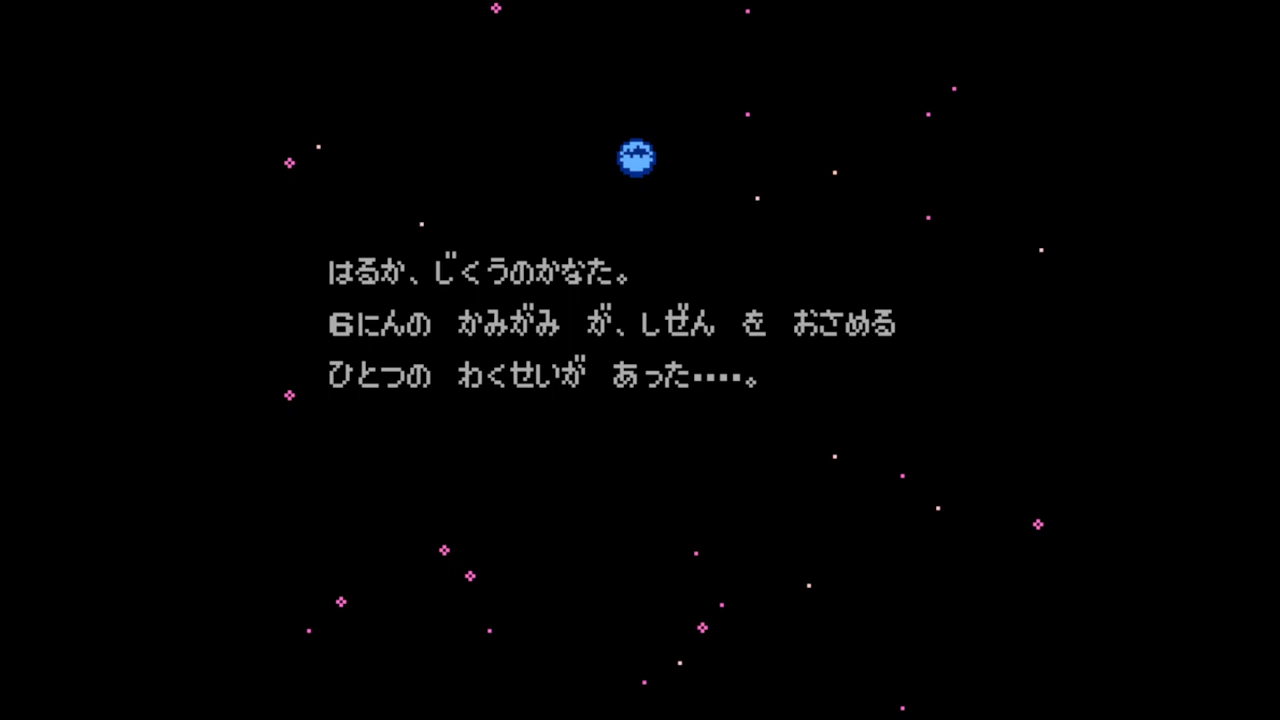 はるか、じくうのかなた。
6にんの かみがみ が、しぜん を おさめる
ひとつの わくせいが あった‥‥。